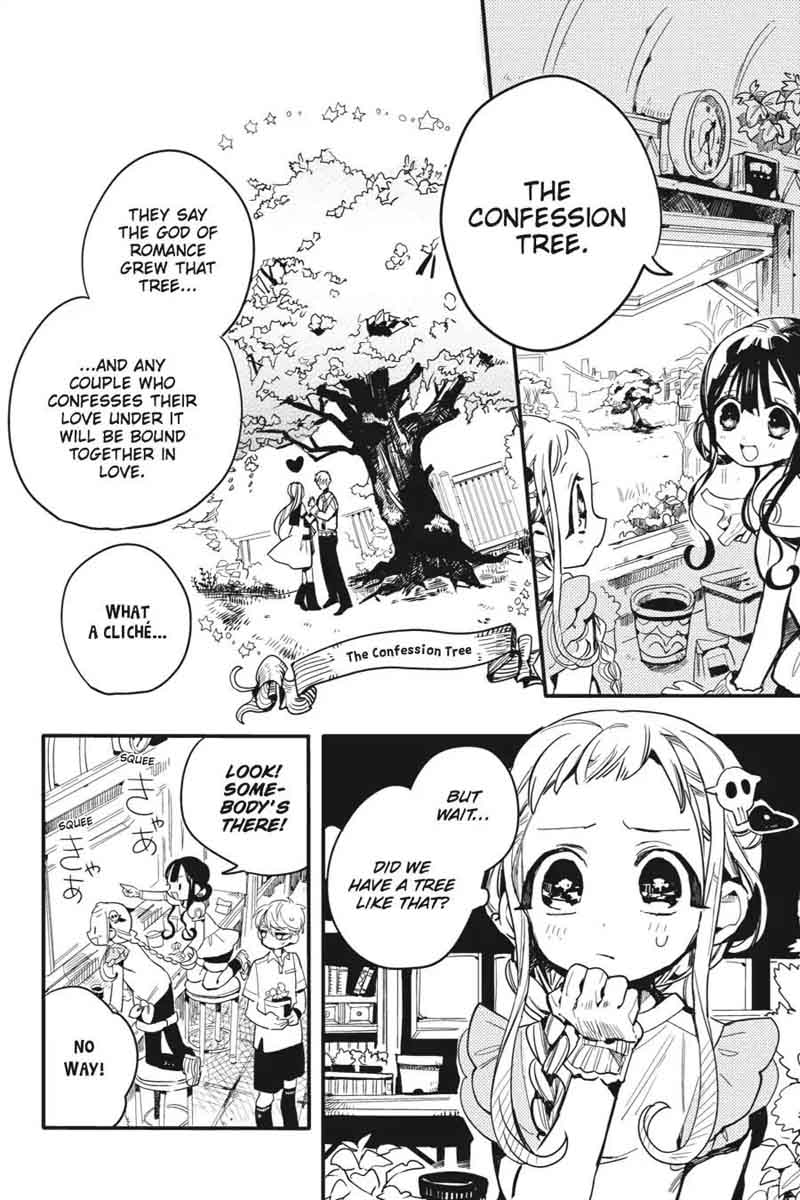 THE
CONFESSION
TREE.
THEY SAY
THE GOD OF
ROMANCE
GREW THAT
TREE...
...AND ANY
COUPLE WHO
CONFESSES THEIR
LOVE UNDER IT
WILL BE BOUND
TOGETHER IN
LOVE.
WHAT
A CLICHÉ...
The Confession Tree
BUT
WAIT...
DID WE
HAVE A TREE
LIKE THAT?
LOOK!
SOME-
BODY'S
THERE!
SQUEE
きゃあ
SQUEE
きゃあ
NO
WAY!